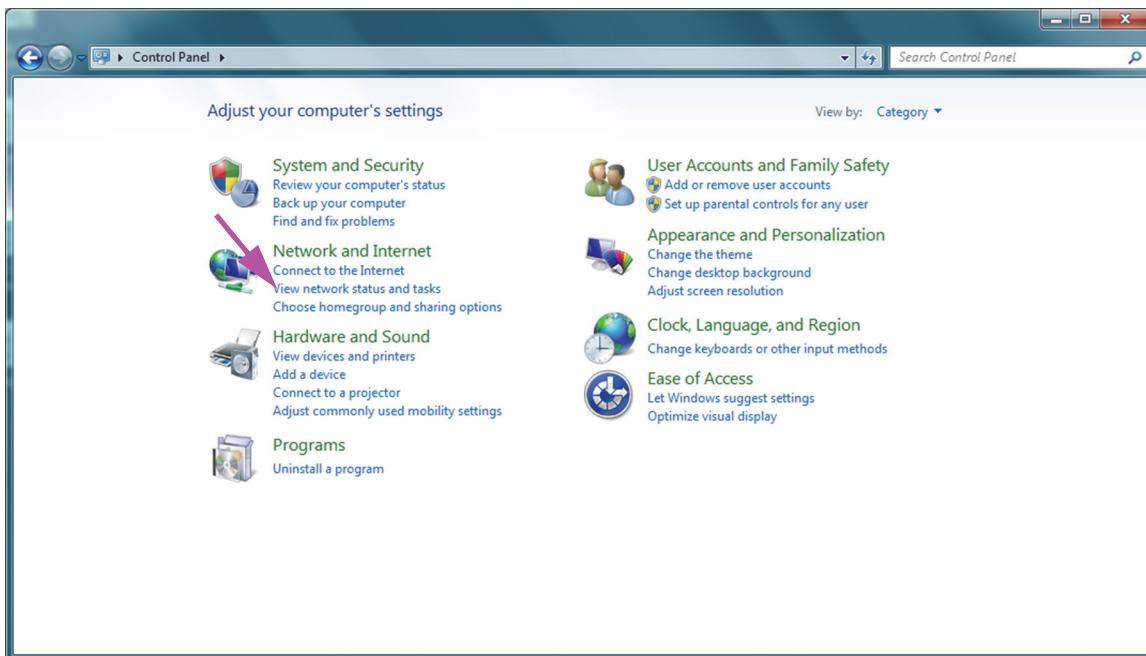 Control Panel
Search Control Panel
Adjust your computer's settings
View by: Category
System and Security
Review your computer's status
Back up your computer
Find and fix problems
Network and Internet
Connect to the Internet
View network status and tasks
Choose homegroup and sharing options
Hardware and Sound
View devices and printers
Add a device
Connect to a projector
Adjust commonly used mobility settings
Programs
Uninstall a program
User Accounts and Family Safety
Add or remove user accounts
Set up parental controls for any user
Appearance and Personalization
Change the theme
Change desktop background
Adjust screen resolution
Clock, Language, and Region
Change keyboards or other input methods
Ease of Access
Let Windows suggest settings
Optimize visual display